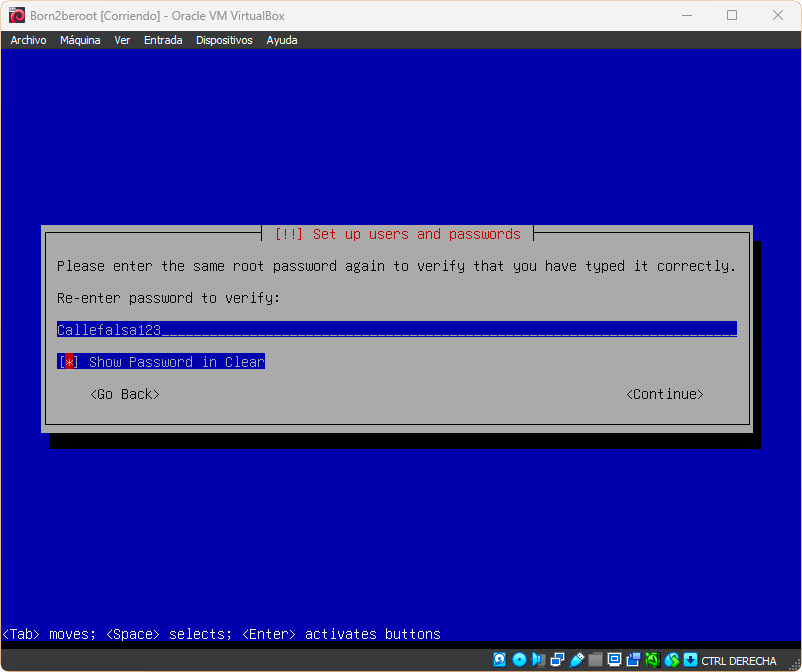 Born2beroot [Corriendo] - Oracle VM VirtualBox
Archivo Máquina Ver Entrada Dispositivos Ayuda
[!!] Set up users and passwords
Please enter the same root password again to verify that you have typed it correctly.
Re-enter password to verify:
Callefalsa123
[*] Show Password in Clear
<Go Back> <Continue>
<Tab> moves; <Space> selects; <Enter> activates buttons
CTRL DERECHA